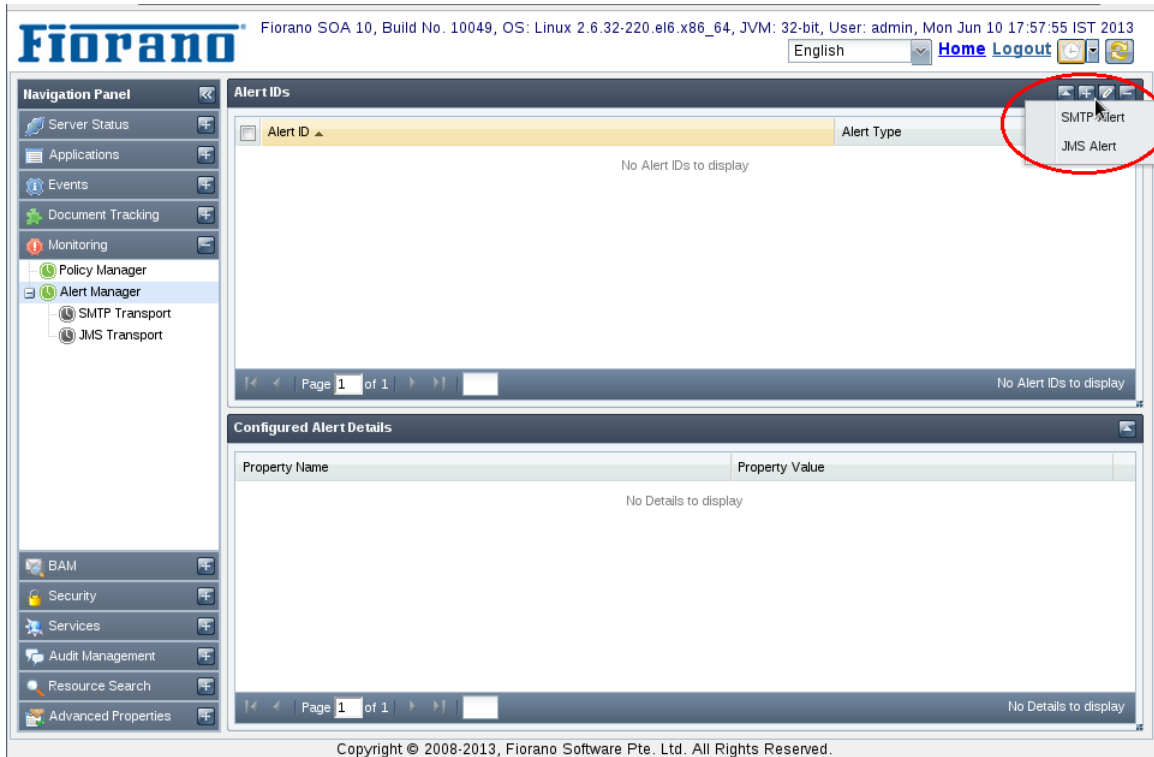 Fiorano
Fiorano SOA 10, Build No. 10049, OS: Linux 2.6.32-220.el6.x86_64, JVM: 32-bit, User: admin, Mon Jun 10 17:57:55 IST 2013
English Home Logout
Navigation Panel
Server Status
Applications
Events
Document Tracking
Monitoring
Policy Manager
Alert Manager
SMTP Transport
JMS Transport
BAM
Security
Services
Audit Management
Resource Search
Advanced Properties
Alert IDs
SMTP Alert
JMS Alert
Alert ID Alert Type
No Alert IDs to display
Page 1 of 1 No Alert IDs to display
Configured Alert Details
Property Name Property Value
No Details to display
Page 1 of 1 No Details to display
Copyright © 2008-2013, Fiorano Software Pte. Ltd. All Rights Reserved.